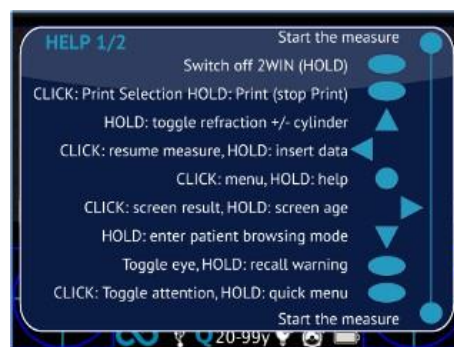 HELP 1/2
Start the measure
Switch off 2WIN (HOLD)
CLICK: Print Selection HOLD: Print (stop Print)
HOLD: toggle refraction +/- cylinder
CLICK: resume measure, HOLD: insert data
CLICK: menu, HOLD: help
CLICK: screen result, HOLD: screen age
HOLD: enter patient browsing mode
Toggle eye, HOLD: recall warning
CLICK: Toggle attention, HOLD: quick menu
Start the measure
20-99y